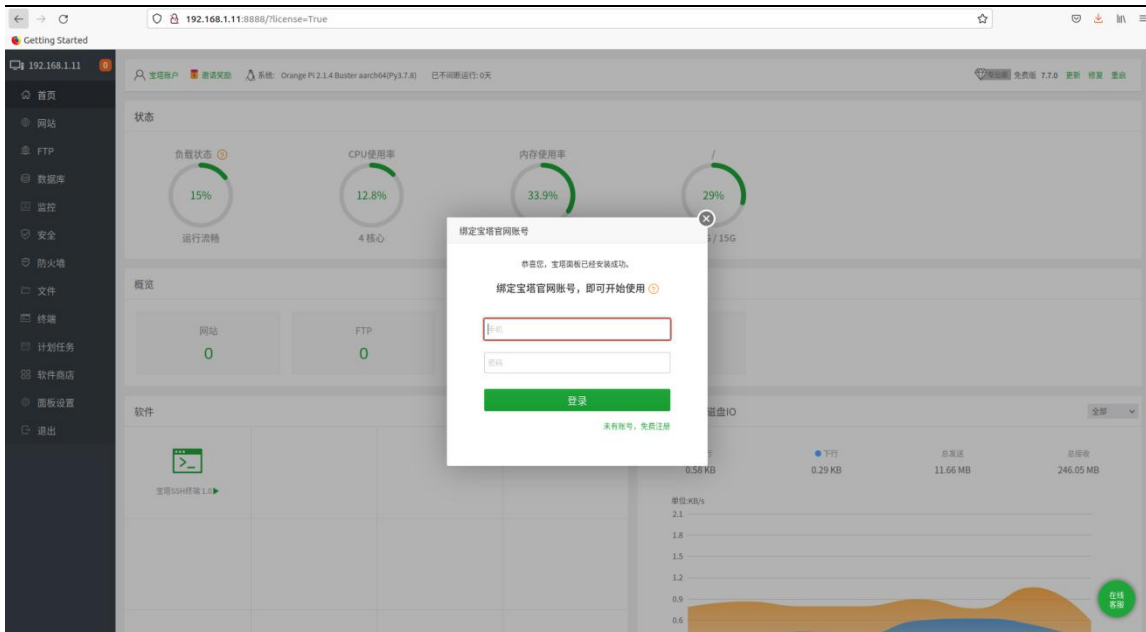 192.168.1.11:8888/?license=True
Getting Started
192.168.1.11 0
首页
网站
FTP
数据库
监控
安全
防火墙
文件
终端
计划任务
软件商店
面板设置
退出
宝塔账户 邀请奖励 系统: Orange Pi 2.1.4 Buster aarch64(Py3.7.8) 已不间断运行: 0天
免费版 7.7.0 更新 修复 重启
状态
负载状态 CPU使用率 内存使用率 /
15% 12.8% 33.9% 29%
运行流畅 4 核心 / 15G
绑定宝塔官网账号
恭喜您，宝塔面板已经安装成功。
绑定宝塔官网账号，即可开始使用
手机
密码
登录
未有账号，免费注册
概览
网站 FTP
0 0
软件
宝塔SSH终端 1.0
磁盘IO 全部
下行 总发送 总接收
0.58 KB 0.29 KB 11.66 MB 246.05 MB
单位:KB/s
2.1
1.8
1.5
1.2
0.9
0.6
在线
客服